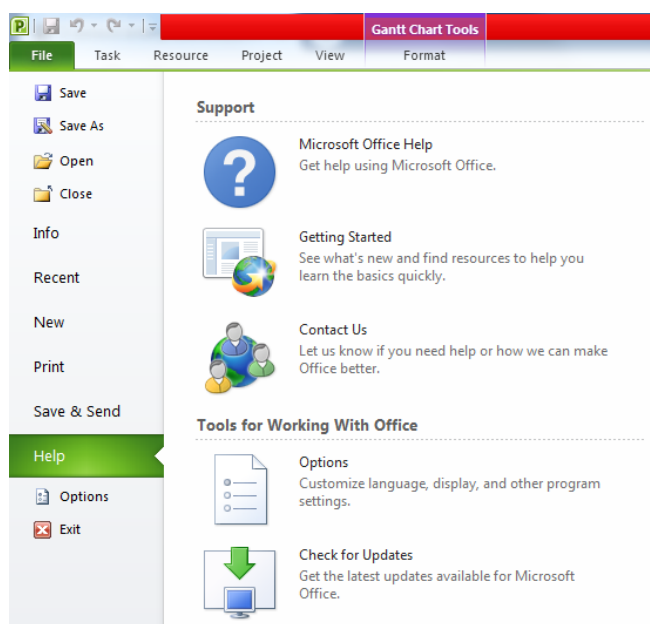 Gantt Chart Tools
File Task Resource Project View Format
Save
Save As
Open
Close
Info
Recent
New
Print
Save & Send
Help
Options
Exit
Support
Microsoft Office Help
Get help using Microsoft Office.
Getting Started
See what's new and find resources to help you
learn the basics quickly.
Contact Us
Let us know if you need help or how we can make
Office better.
Tools for Working With Office
Options
Customize language, display, and other program
settings.
Check for Updates
Get the latest updates available for Microsoft
Office.